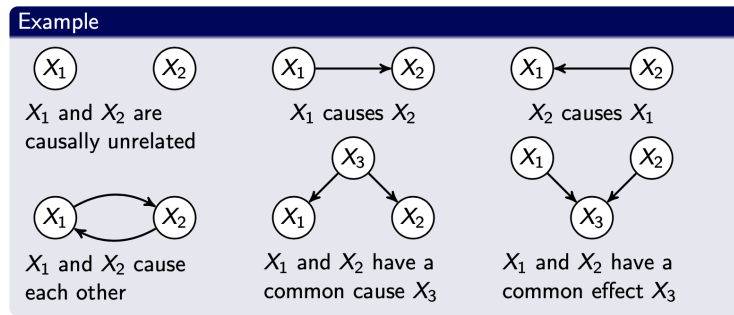 Example
X₁ X₂
X₁ and X₂ are
causally unrelated
X₁ X₂
X₁ causes X₂
X₁ X₂
X₂ causes X₁
X₁ X₂
X₁ and X₂ cause
each other
X₃
X₁ X₂
X₁ and X₂ have a
common cause X₃
X₁ X₂
X₃
X₁ and X₂ have a
common effect X₃